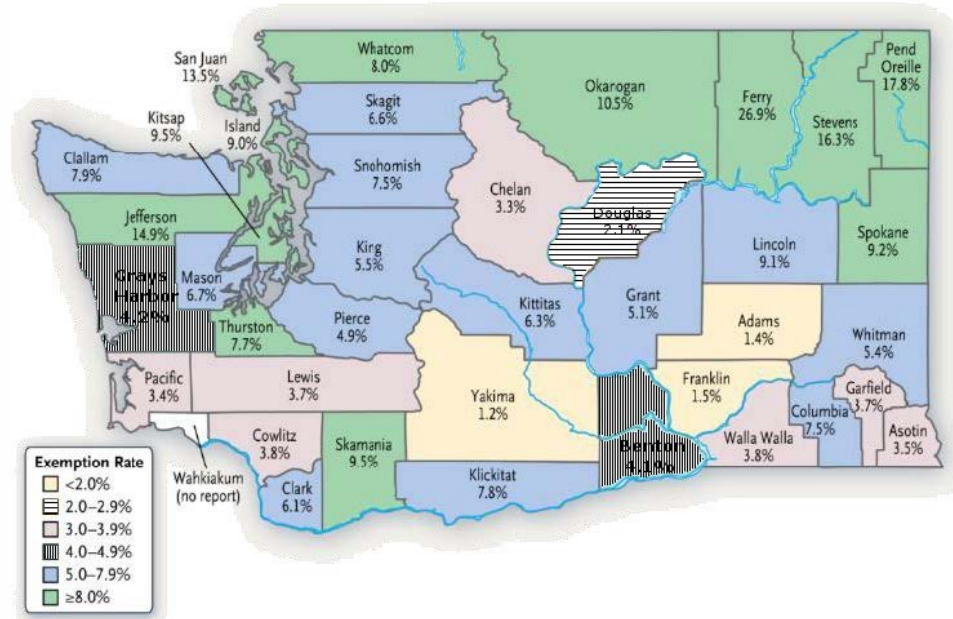 San Juan
13.5%
Whatcom
8.0%
Okarogan
10.5%
Ferry
26.9%
Pend
Oreille
17.8%
Stevens
16.3%
Kitsap
9.5%
Island
9.0%
Skagit
6.6%
Clallam
7.9%
Snohomish
7.5%
Chelan
3.3%
Douglas
2.1%
Jefferson
14.9%
King
5.5%
Lincoln
9.1%
Spokane
9.2%
Grays
Harbor
4.2%
Mason
6.7%
Kittitas
6.3%
Grant
5.1%
Thurston
7.7%
Pierce
4.9%
Adams
1.4%
Whitman
5.4%
Pacific
3.4%
Lewis
3.7%
Yakima
1.2%
Franklin
1.5%
Garfield
3.7%
Columbia
7.5%
Asotin
3.5%
Cowlitz
3.8%
Skamania
9.5%
Benton
4.1%
Walla Walla
3.8%
Wahkiakum
(no report)
Clark
6.1%
Klickitat
7.8%
Exemption Rate
<2.0%
2.0–2.9%
3.0–3.9%
4.0–4.9%
5.0–7.9%
≥8.0%